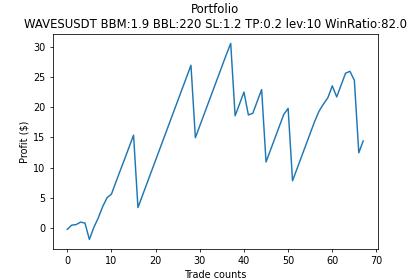 Portfolio
WAVESUSDT BBM:1.9 BBL:220 SL:1.2 TP:0.2 lev:10 WinRatio:82.0
Profit ($)
30
25
20
15
10
5
0
0 10 20 30 40 50 60 70
Trade counts